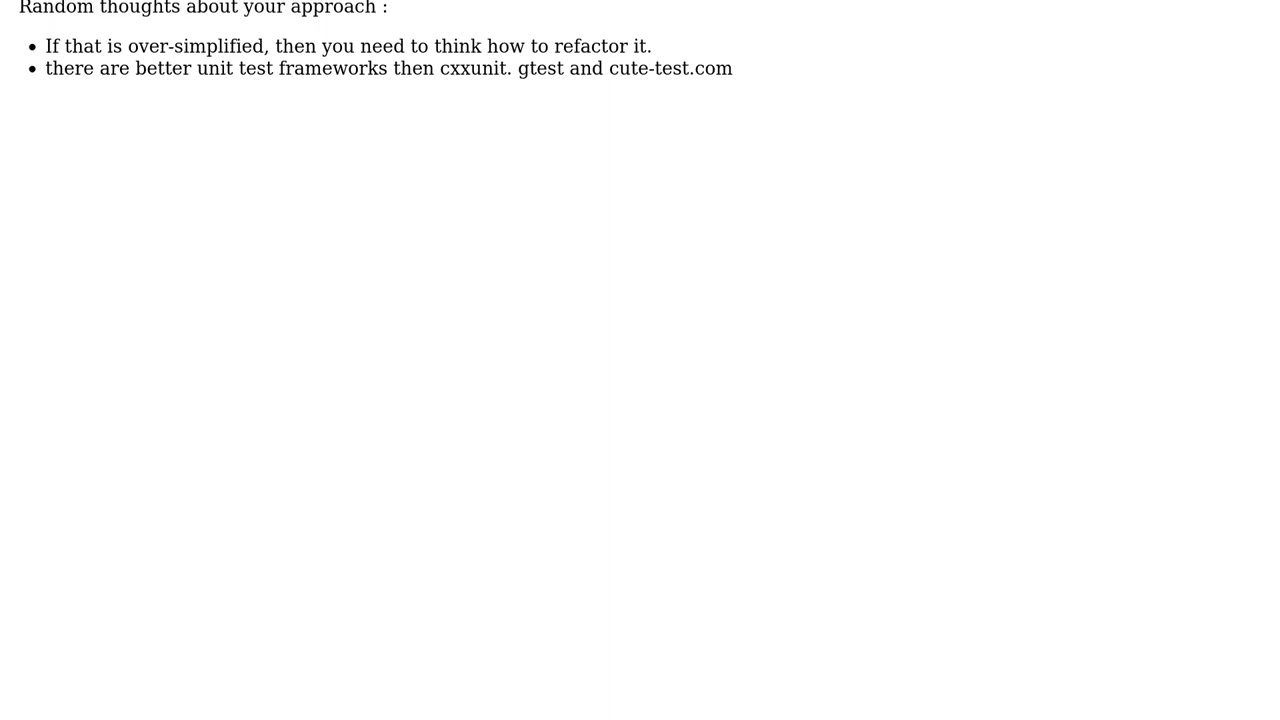 Random thoughts about your approach :
• If that is over-simplified, then you need to think how to refactor it.
• there are better unit test frameworks then cxxunit. gtest and cute-test.com